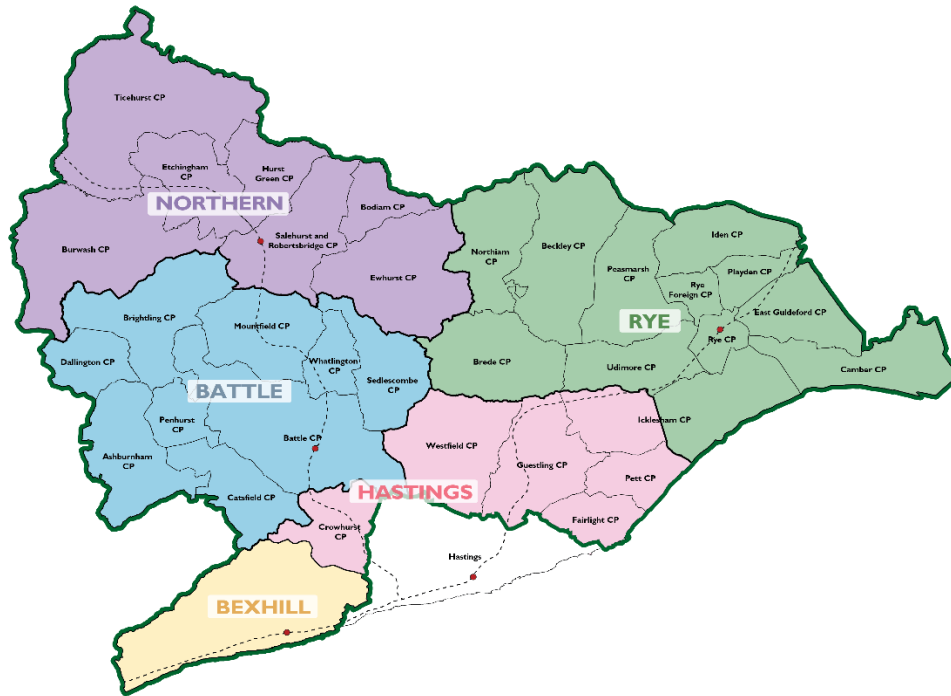 Ticehurst CP
Etchingham
CP
Hurst
Green CP
NORTHERN
Bodiam CP
Salehurst and
Robertsbridge CP
Burwash CP
Ewhurst CP
Northiam
CP
Beckley CP
Iden CP
Peasmarsh
CP
Playden CP
Rye
Foreign CP
East Guldeford CP
RYE
Rye CP
Brede CP
Udimore CP
Camber CP
Brightling CP
Mountfield CP
Dallington CP
Whatlington
CP
Sedlescombe
CP
BATTLE
Penhurst
CP
Battle CP
Ashburnham
CP
Catsfield CP
Icklesham CP
Westfield CP
Guestling CP
Pett CP
HASTINGS
Fairlight CP
Crowhurst
CP
Hastings
BEXHILL